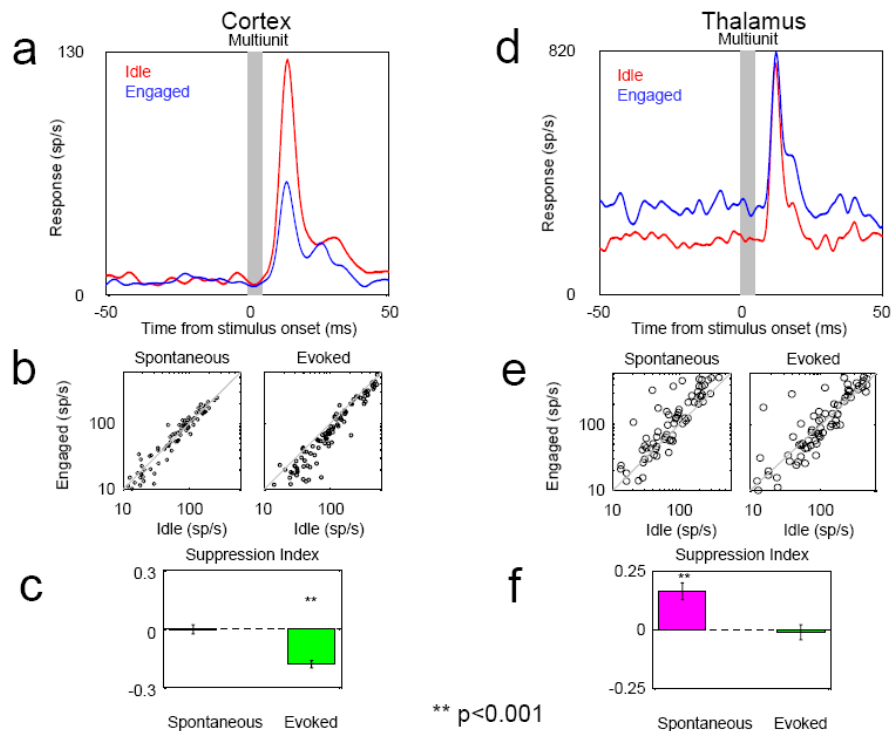 Cortex
a
Multiunit
130
Idle
Engaged
Response (sp/s)
0
-50
0
50
Time from stimulus onset (ms)
b
Spontaneous
Evoked
Engaged (sp/s)
100
10
10
100
10
100
Idle (sp/s)
Idle (sp/s)
Suppression Index
c
0.3
**
0
-0.3
Spontaneous
Evoked
Thalamus
d
Multiunit
820
Idle
Engaged
Response (sp/s)
0
-50
0
50
Time from stimulus onset (ms)
e
Spontaneous
Evoked
Engaged (sp/s)
100
10
10
100
10
100
Idle (sp/s)
Idle (sp/s)
Suppression Index
f
0.25
**
0
-0.25
Spontaneous
Evoked
** p<0.001